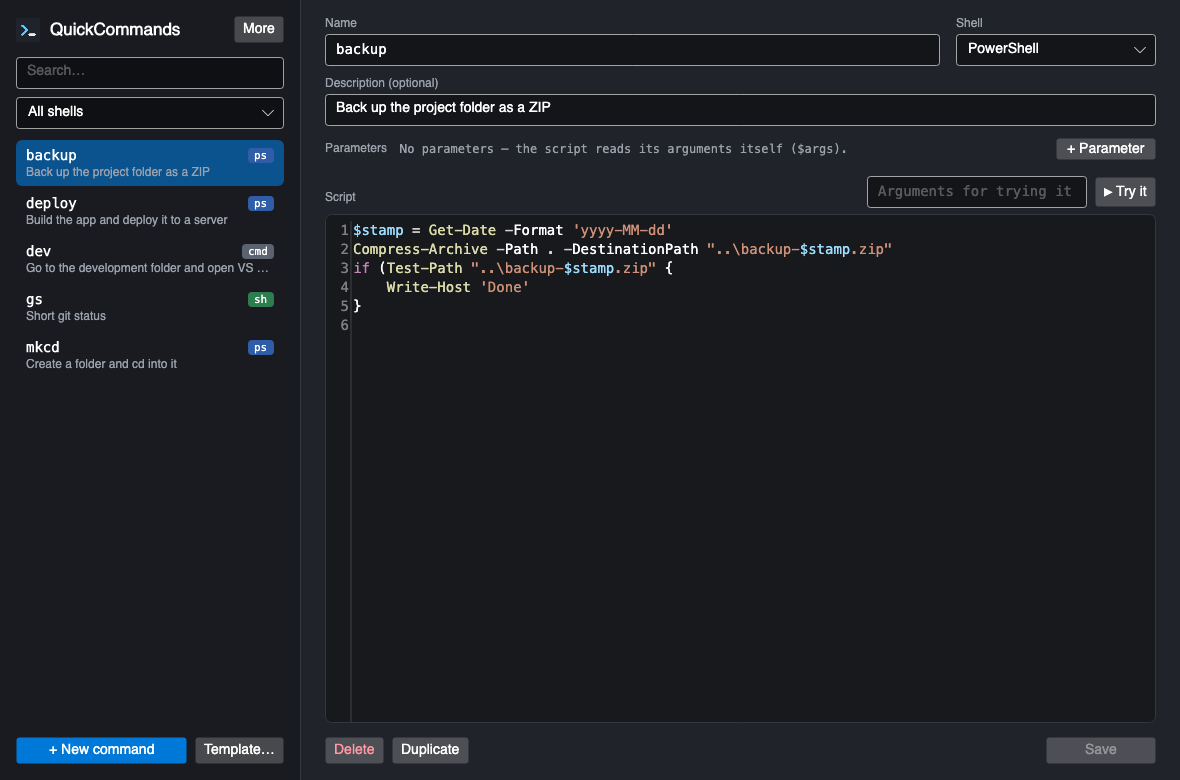 QuickCommands
More
Search...
All shells
backup ps
Back up the project folder as a ZIP
deploy ps
Build the app and deploy it to a server
dev cmd
Go to the development folder and open VS ...
gs sh
Short git status
mkcd ps
Create a folder and cd into it
+ New command
Template...
Name
backup
Shell
PowerShell
Description (optional)
Back up the project folder as a ZIP
Parameters No parameters — the script reads its arguments itself ($args).
+ Parameter
Script
Arguments for trying it
▶ Try it
1 $stamp = Get-Date -Format 'yyyy-MM-dd'
2 Compress-Archive -Path . -DestinationPath "..\backup-$stamp.zip"
3 if (Test-Path "..\backup-$stamp.zip" {
4     Write-Host 'Done'
5 }
6
Delete
Duplicate
Save